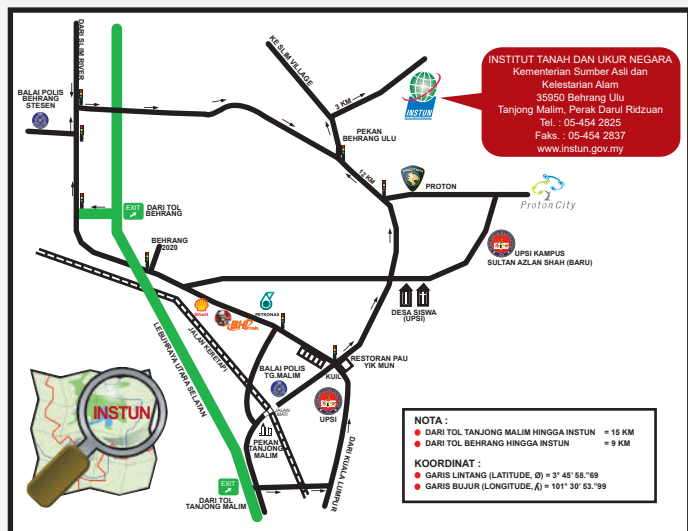 DARI SLIM RIVER
KE SLIM VILLAGE
BALAI POLIS
BEHRANG
STESEN
3 KM
INSTUN
INSTITUT TANAH DAN UKUR NEGARA
Kementerian Sumber Asli dan
Kelestarian Alam
35950 Behrang Ulu
Tanjong Malim, Perak Darul Ridzuan
Tel. : 05-454 2825
Faks. : 05-454 2837
www.instun.gov.my
PEKAN
BEHRANG ULU
12 KM
PROTON
PROTON
Proton City
EXIT
DARI TOL
BEHRANG
BEHRANG
2020
UPSI KAMPUS
SULTAN AZLAN SHAH (BARU)
Shell
BHP
PETRONAS
DESA SISWA
(UPSI)
JALAN KERETAPI
LEBUHRAYA UTARA SELATAN
RESTORAN PAU
YIK MUN
BALAI POLIS
TG.MALIM
KUIL
UPSI
JALAN
MATI
PEKAN
TANJONG
MALIM
DARI KUALA LUMPUR
EXIT
DARI TOL
TANJONG MALIM
INSTUN
NOTA :
DARI TOL TANJONG MALIM HINGGA INSTUN = 15 KM
DARI TOL BEHRANG HINGGA INSTUN = 9 KM
KOORDINAT :
GARIS LINTANG (LATITUDE, Ø) = 3° 45' 58."69
GARIS BUJUR (LONGITUDE, ʎ) = 101° 30' 53."99